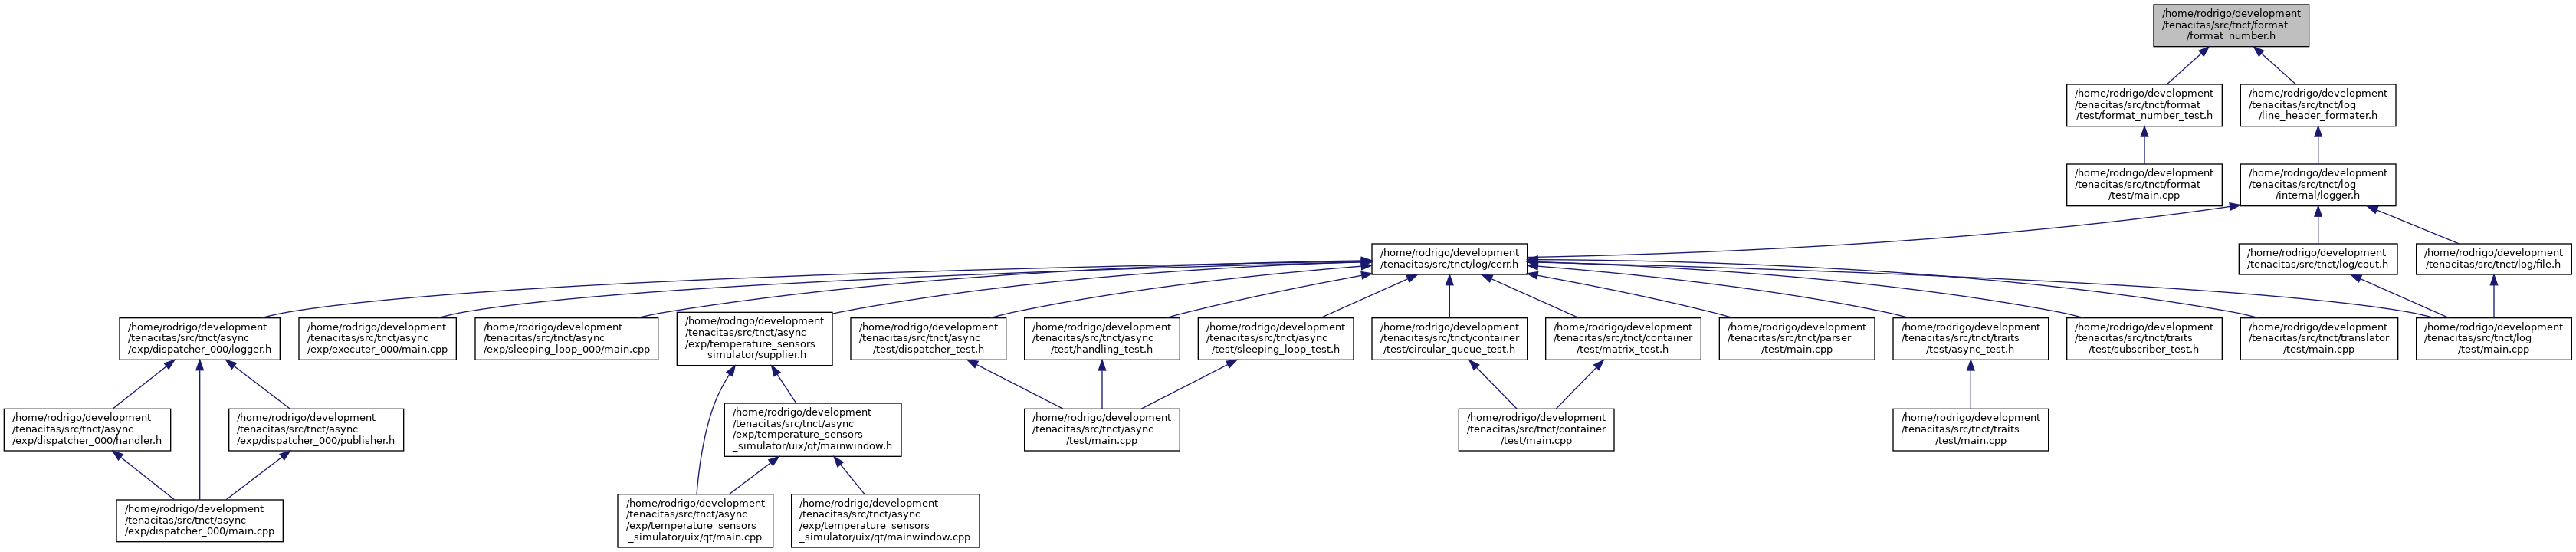 /home/rodrigo/development
/tenacitas/src/tnct/format
/format_number.h
/home/rodrigo/development
/tenacitas/src/tnct/format
/test/format_number_test.h
/home/rodrigo/development
/tenacitas/src/tnct/log
/line_header_formater.h
/home/rodrigo/development
/tenacitas/src/tnct/format
/test/main.cpp
/home/rodrigo/development
/tenacitas/src/tnct/log
/internal/logger.h
/home/rodrigo/development
/tenacitas/src/tnct/log/cerr.h
/home/rodrigo/development
/tenacitas/src/tnct/log/cout.h
/home/rodrigo/development
/tenacitas/src/tnct/log/file.h
/home/rodrigo/development
/tenacitas/src/tnct/async
/exp/dispatcher_000/logger.h
/home/rodrigo/development
/tenacitas/src/tnct/async
/exp/executer_000/main.cpp
/home/rodrigo/development
/tenacitas/src/tnct/async
/exp/sleeping_loop_000/main.cpp
/home/rodrigo/development
/tenacitas/src/tnct/async
/exp/temperature_sensors
_simulator/supplier.h
/home/rodrigo/development
/tenacitas/src/tnct/async
/test/dispatcher_test.h
/home/rodrigo/development
/tenacitas/src/tnct/async
/test/handling_test.h
/home/rodrigo/development
/tenacitas/src/tnct/async
/test/sleeping_loop_test.h
/home/rodrigo/development
/tenacitas/src/tnct/container
/test/circular_queue_test.h
/home/rodrigo/development
/tenacitas/src/tnct/container
/test/matrix_test.h
/home/rodrigo/development
/tenacitas/src/tnct/parser
/test/main.cpp
/home/rodrigo/development
/tenacitas/src/tnct/traits
/test/async_test.h
/home/rodrigo/development
/tenacitas/src/tnct/traits
/test/subscriber_test.h
/home/rodrigo/development
/tenacitas/src/tnct/translator
/test/main.cpp
/home/rodrigo/development
/tenacitas/src/tnct/log
/test/main.cpp
/home/rodrigo/development
/tenacitas/src/tnct/async
/exp/dispatcher_000/handler.h
/home/rodrigo/development
/tenacitas/src/tnct/async
/exp/dispatcher_000/publisher.h
/home/rodrigo/development
/tenacitas/src/tnct/async
/exp/temperature_sensors
_simulator/uix/qt/mainwindow.h
/home/rodrigo/development
/tenacitas/src/tnct/async
/test/main.cpp
/home/rodrigo/development
/tenacitas/src/tnct/container
/test/main.cpp
/home/rodrigo/development
/tenacitas/src/tnct/traits
/test/main.cpp
/home/rodrigo/development
/tenacitas/src/tnct/async
/exp/dispatcher_000/main.cpp
/home/rodrigo/development
/tenacitas/src/tnct/async
/exp/temperature_sensors
_simulator/uix/qt/main.cpp
/home/rodrigo/development
/tenacitas/src/tnct/async
/exp/temperature_sensors
_simulator/uix/qt/mainwindow.cpp